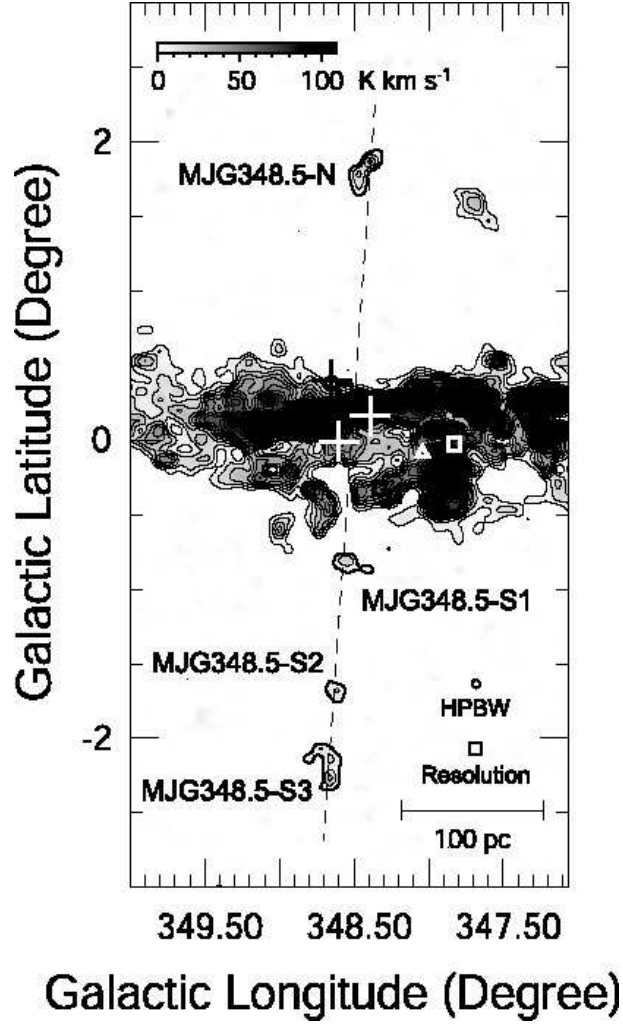 0 50 100 K km s⁻¹
2
MJG348.5-N
Galactic Latitude (Degree)
0
MJG348.5-S1
MJG348.5-S2
HPBW
-2
Resolution
MJG348.5-S3
100 pc
349.50 348.50 347.50
Galactic Longitude (Degree)